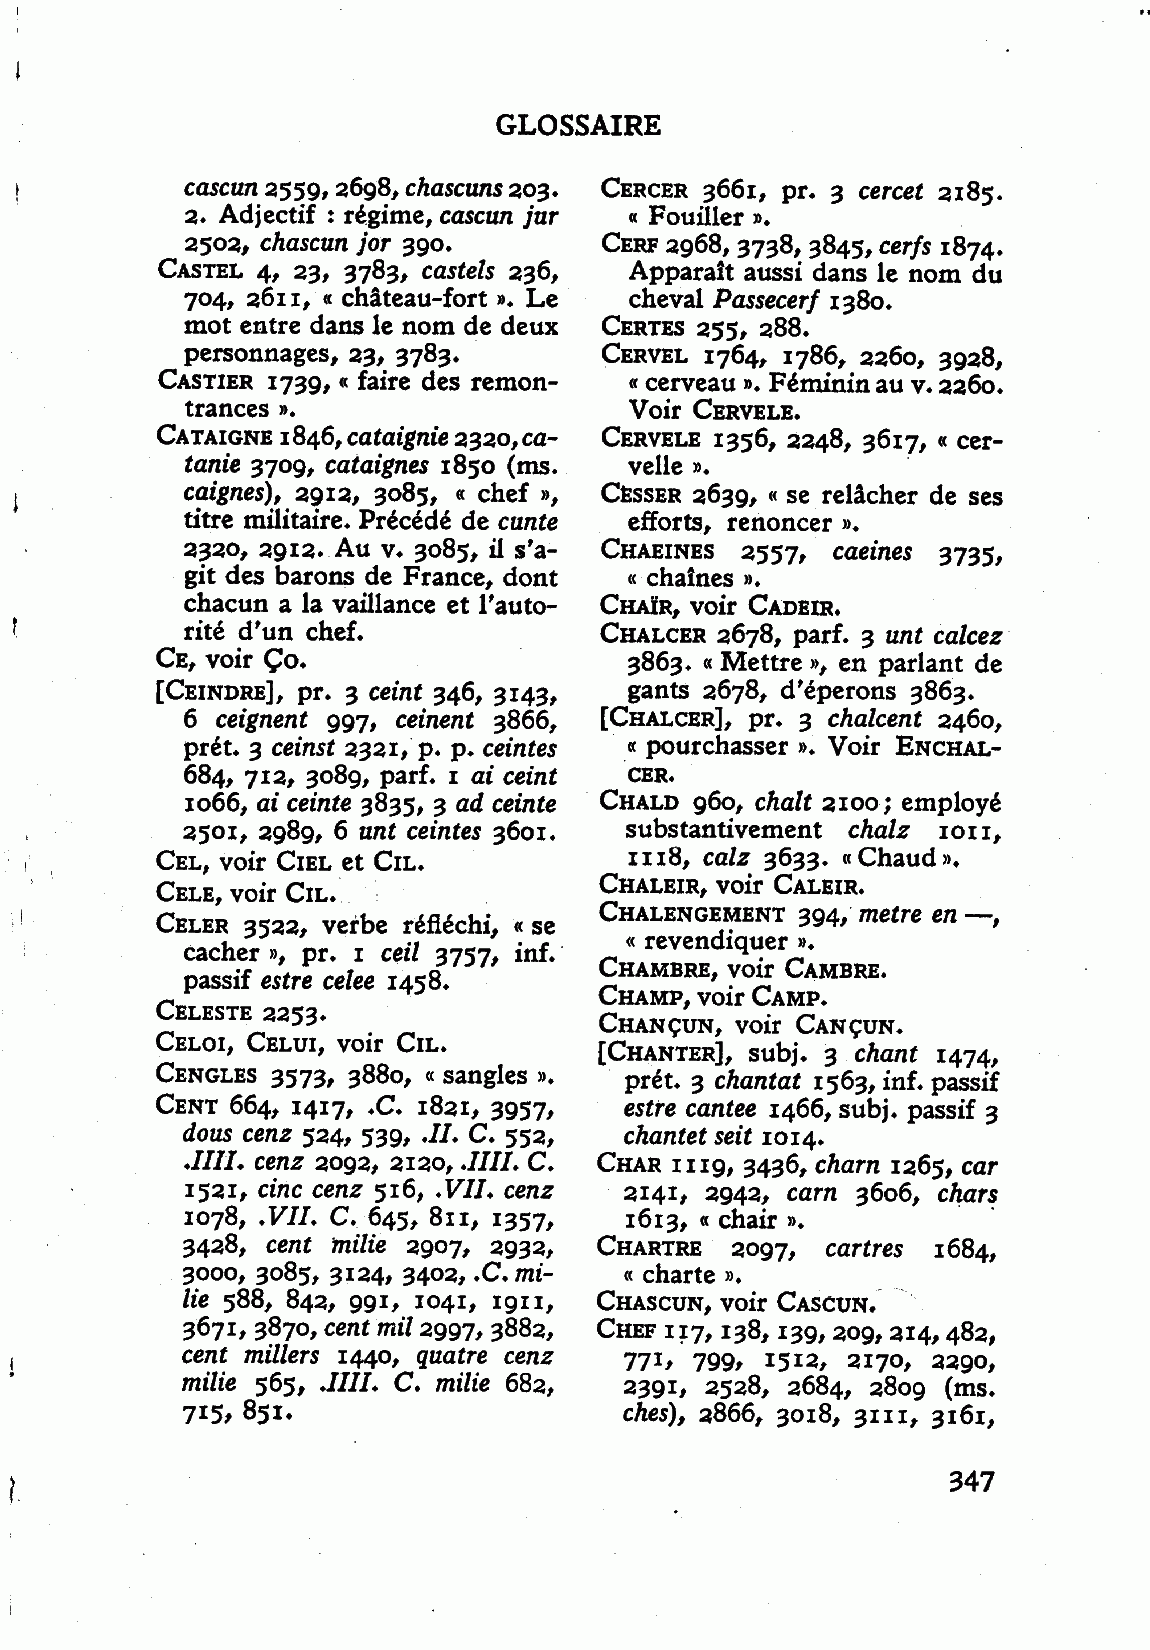 GLOSSAIRE
cascun 2559, 2698, chascuns 203.
2. Adjectif : régime, cascun jur
2502, chascun jor 390.
CASTEL 4, 23, 3783, castels 236,
704, 2611, « château-fort ». Le
mot entre dans le nom de deux
personnages, 23, 3783.
CASTIER 1739, « faire des remon-
trances ».
CATAIGNE 1846, cataignie 2320, ca-
tanie 3709, cataignes 1850 (ms.
caignes), 2912, 3085, « chef »,
titre militaire. Précédé de cunte
2320, 2912. Au v. 3085, il s'a-
git des barons de France, dont
chacun a la vaillance et l'auto-
rité d'un chef.
CE, voir ÇO.
[CEINDRE], pr. 3 ceint 346, 3143,
6 ceignent 997, ceinent 3866,
prét. 3 ceinst 2321, p. p. ceintes
684, 712, 3089, parf. 1 ai ceint
1066, ai ceinte 3835, 3 ad ceinte
2501, 2989, 6 unt ceintes 3601.
CEL, voir CIEL et CIL.
CELE, voir CIL.
CELER 3522, verbe réfléchi, « se
cacher », pr. 1 ceil 3757, inf.
passif estre celee 1458.
CELESTE 2253.
CELOI, CELUI, voir CIL.
CENGLES 3573, 3880, « sangles ».
CENT 664, 1417, .C. 1821, 3957,
dous cenz 524, 539, .II. C. 552,
.IIII. cenz 2092, 2120, .IIII. C.
1521, cinc cenz 516, .VII. cenz
1078, .VII. C. 645, 811, 1357,
3428, cent milie 2907, 2932,
3000, 3085, 3124, 3402, .C. mi-
lie 588, 842, 991, 1041, 1911,
3671, 3870, cent mil 2997, 3882,
cent millers 1440, quatre cenz
milie 565, .IIII. C. milie 682,
715, 851.
CERCER 3661, pr. 3 cercet 2185.
« Fouiller ».
CERF 2968, 3738, 3845, cerfs 1874.
Apparaît aussi dans le nom du
cheval Passecerf 1380.
CERTES 255, 288.
CERVEL 1764, 1786, 2260, 3928,
« cerveau ». Féminin au v. 2260.
Voir CERVELE.
CERVELE 1356, 2248, 3617, « cer-
velle ».
CESSER 2639, « se relâcher de ses
efforts, renoncer ».
CHAEINES 2557, caeines 3735,
« chaînes ».
CHAÏR, voir CADEIR.
CHALCER 2678, parf. 3 unt calcez
3863. « Mettre », en parlant de
gants 2678, d'éperons 3863.
[CHALCER], pr. 3 chalcent 2460,
« pourchasser ». Voir ENCHAL-
CER.
CHALD 960, chalt 2100; employé
substantivement chalz 1011,
1118, calz 3633. « Chaud ».
CHALEIR, voir CALEIR.
CHALENGEMENT 394, metre en —,
« revendiquer ».
CHAMBRE, voir CAMBRE.
CHAMP, voir CAMP.
CHANÇUN, voir CANÇUN.
[CHANTER], subj. 3 chant 1474,
prét. 3 chantat 1563, inf. passif
estre cantee 1466, subj. passif 3
chantet seit 1014.
CHAR 1119, 3436, charn 1265, car
2141, 2942, carn 3606, chars
1613, « chair ».
CHARTRE 2097, cartres 1684,
« charte ».
CHASCUN, voir CASCUN.
CHEF 117, 138, 139, 209, 214, 482,
771, 799, 1512, 2170, 2290,
2391, 2528, 2684, 2809 (ms.
ches), 2866, 3018, 3111, 3161,
347